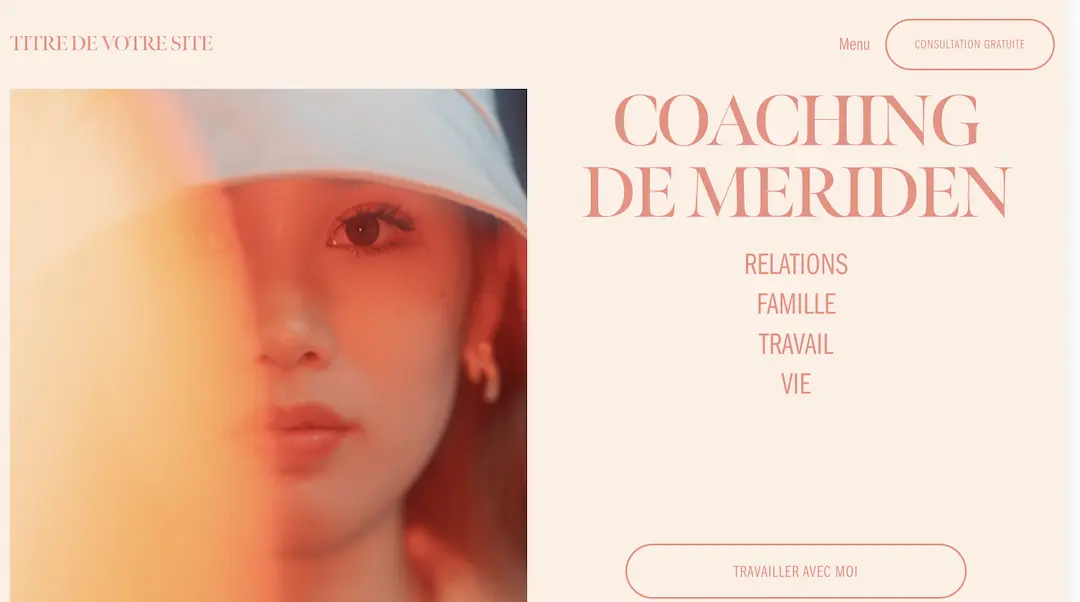 TITRE DE VOTRE SITE
Menu
CONSULTATION GRATUITE
COACHING
DE MERIDEN
RELATIONS
FAMILLE
TRAVAIL
VIE
TRAVAILLER AVEC MOI